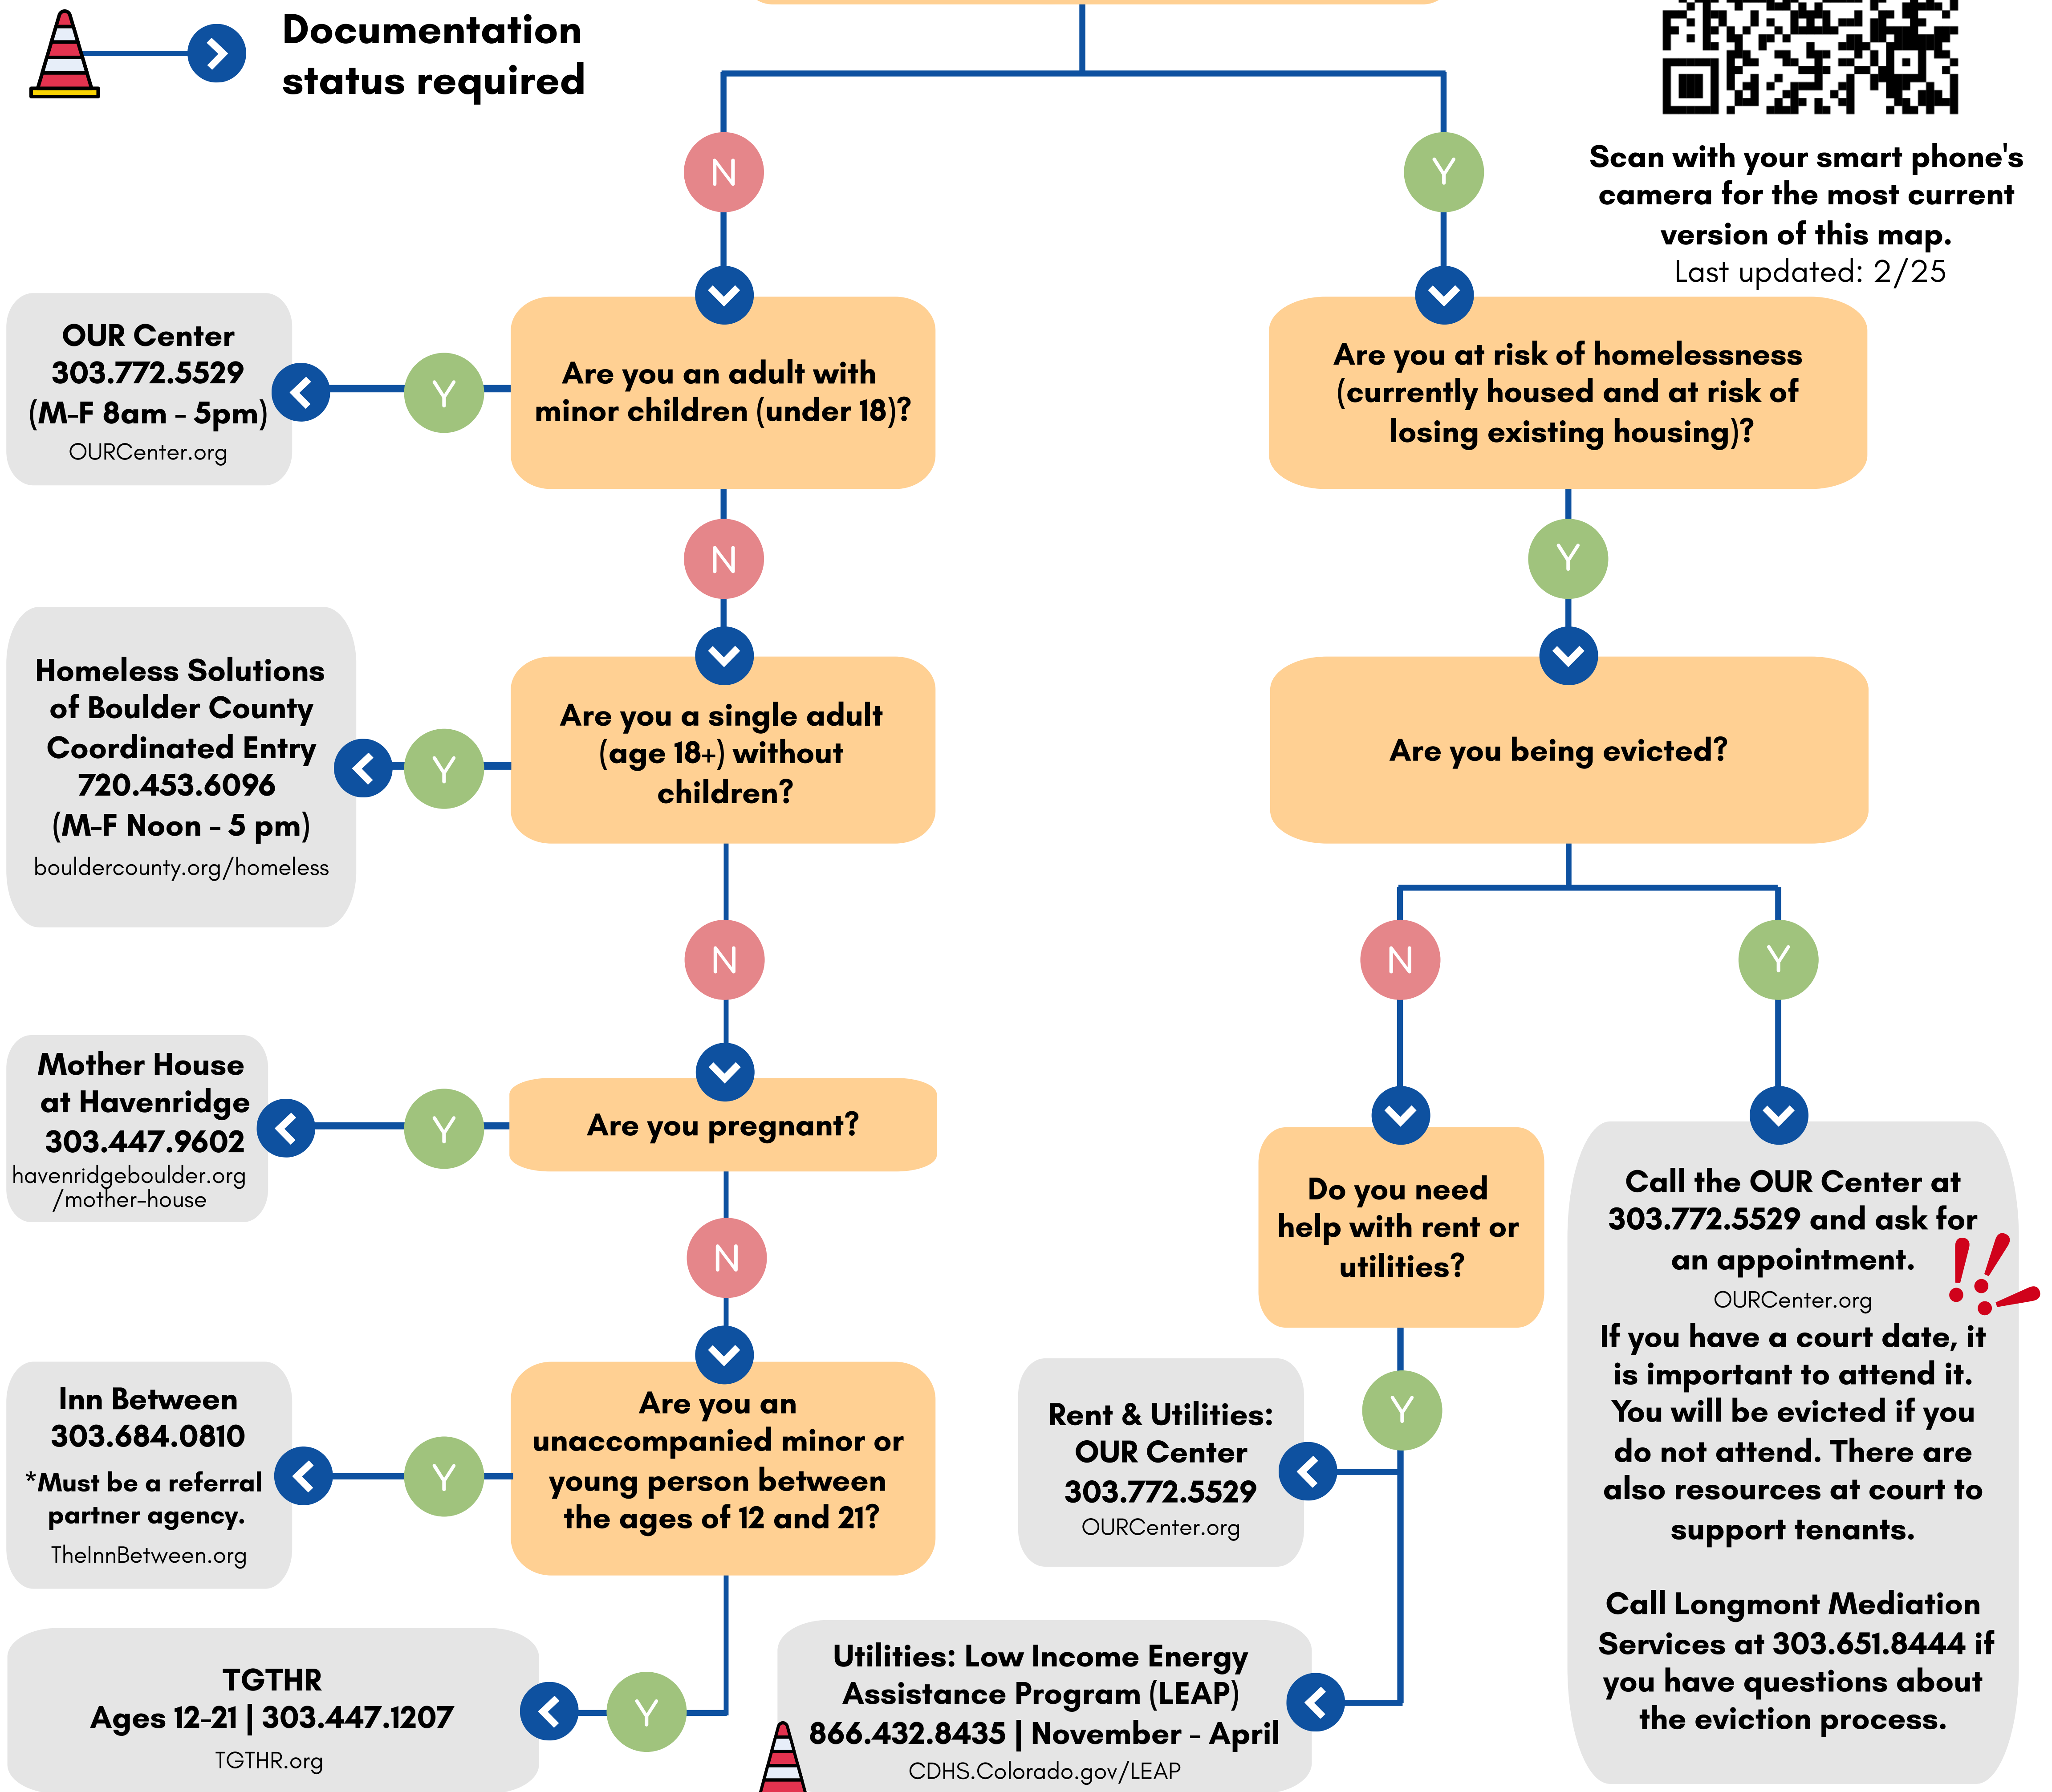 Documentation
status required
Scan with your smart phone's
camera for the most current
version of this map.
Last updated: 2/25
N
Y
OUR Center
303.772.5529
(M-F 8am - 5pm)
OURCenter.org
Y
Are you an adult with
minor children (under 18)?
Are you at risk of homelessness
(currently housed and at risk of
losing existing housing)?
N
Y
Homeless Solutions
of Boulder County
Coordinated Entry
720.453.6096
(M-F Noon - 5 pm)
bouldercounty.org/homeless
Y
Are you a single adult
(age 18+) without
children?
Are you being evicted?
N
N
Y
Mother House
at Havenridge
303.447.9602
havenridgeboulder.org
/mother-house
Y
Are you pregnant?
N
Do you need
help with rent or
utilities?
Call the OUR Center at
303.772.5529 and ask for
an appointment.
OURCenter.org
If you have a court date, it
is important to attend it.
You will be evicted if you
do not attend. There are
also resources at court to
support tenants.
Call Longmont Mediation
Services at 303.651.8444 if
you have questions about
the eviction process.
Inn Between
303.684.0810
*Must be a referral
partner agency.
TheInnBetween.org
Y
Are you an
unaccompanied minor or
young person between
the ages of 12 and 21?
Y
Rent & Utilities:
OUR Center
303.772.5529
OURCenter.org
TGTHR
Ages 12-21 | 303.447.1207
TGTHR.org
Y
Utilities: Low Income Energy
Assistance Program (LEAP)
866.432.8435 | November - April
CDHS.Colorado.gov/LEAP